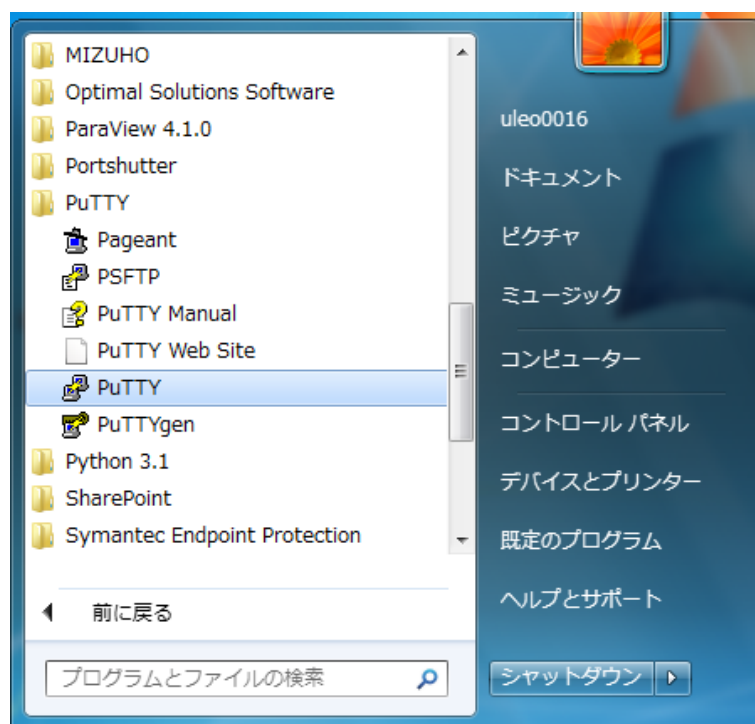 MIZUHO
Optimal Solutions Software
ParaView 4.1.0
Portshutter
PuTTY
Pageant
PSFTP
PuTTY Manual
PuTTY Web Site
PuTTY
PuTTYgen
Python 3.1
SharePoint
Symantec Endpoint Protection
前に戻る
プログラムとファイルの検索
uleo0016
ドキュメント
ピクチャ
ミュージック
コンピューター
コントロール パネル
デバイスとプリンター
既定のプログラム
ヘルプとサポート
シャットダウン